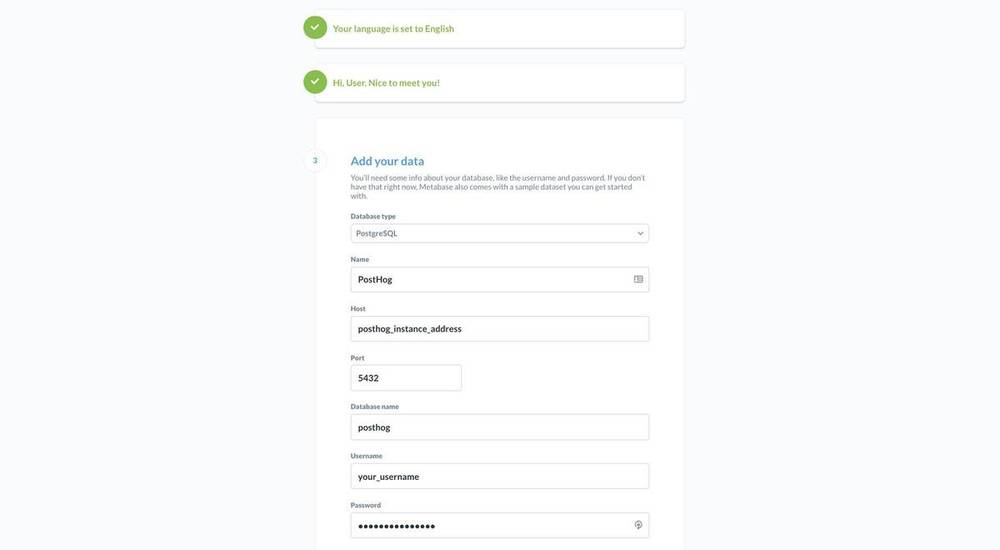 Your language is set to English
Hi, User. Nice to meet you!
3
Add your data
You'll need some info about your database, like the username and password. If you don't
have that right now, Metabase also comes with a sample dataset you can get started
with.
Database type
PostgreSQL
Name
PostHog
Host
posthog_instance_address
Port
5432
Database name
posthog
Username
your_username
Password
•••••••••••••••